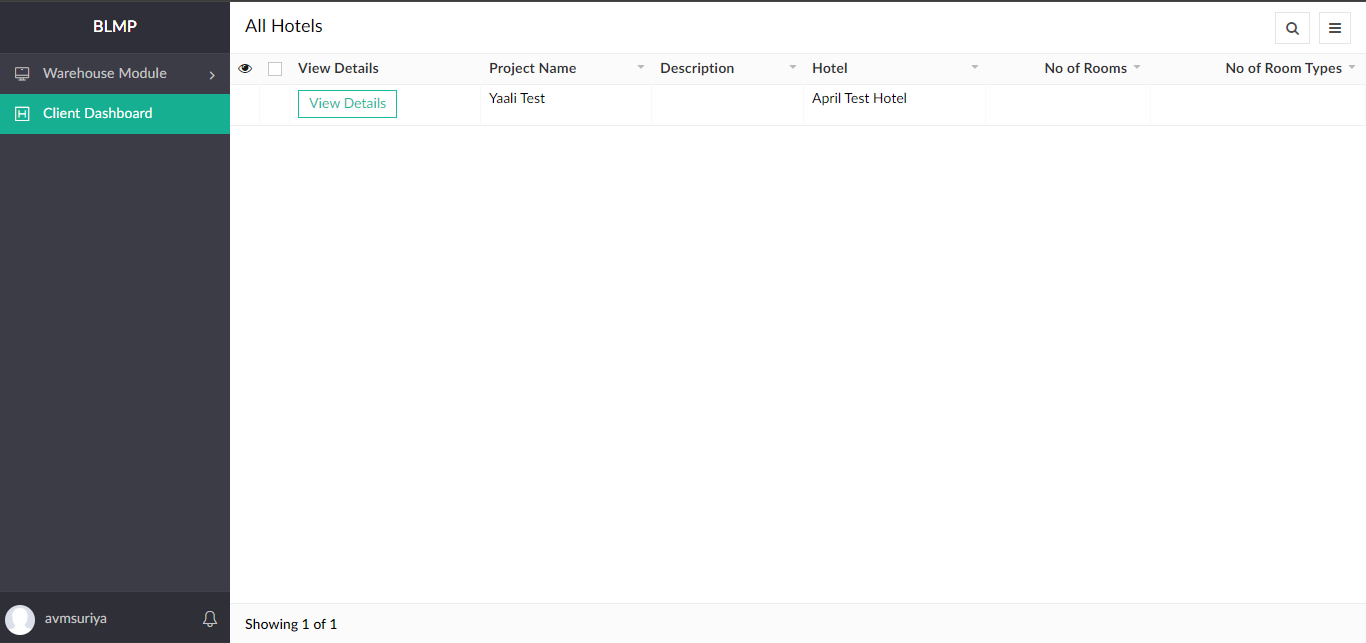 BLMP
Warehouse Module
Client Dashboard
avmsuriya
All Hotels
View Details Project Name Description Hotel No of Rooms No of Room Types
View Details Yaali Test April Test Hotel
Showing 1 of 1